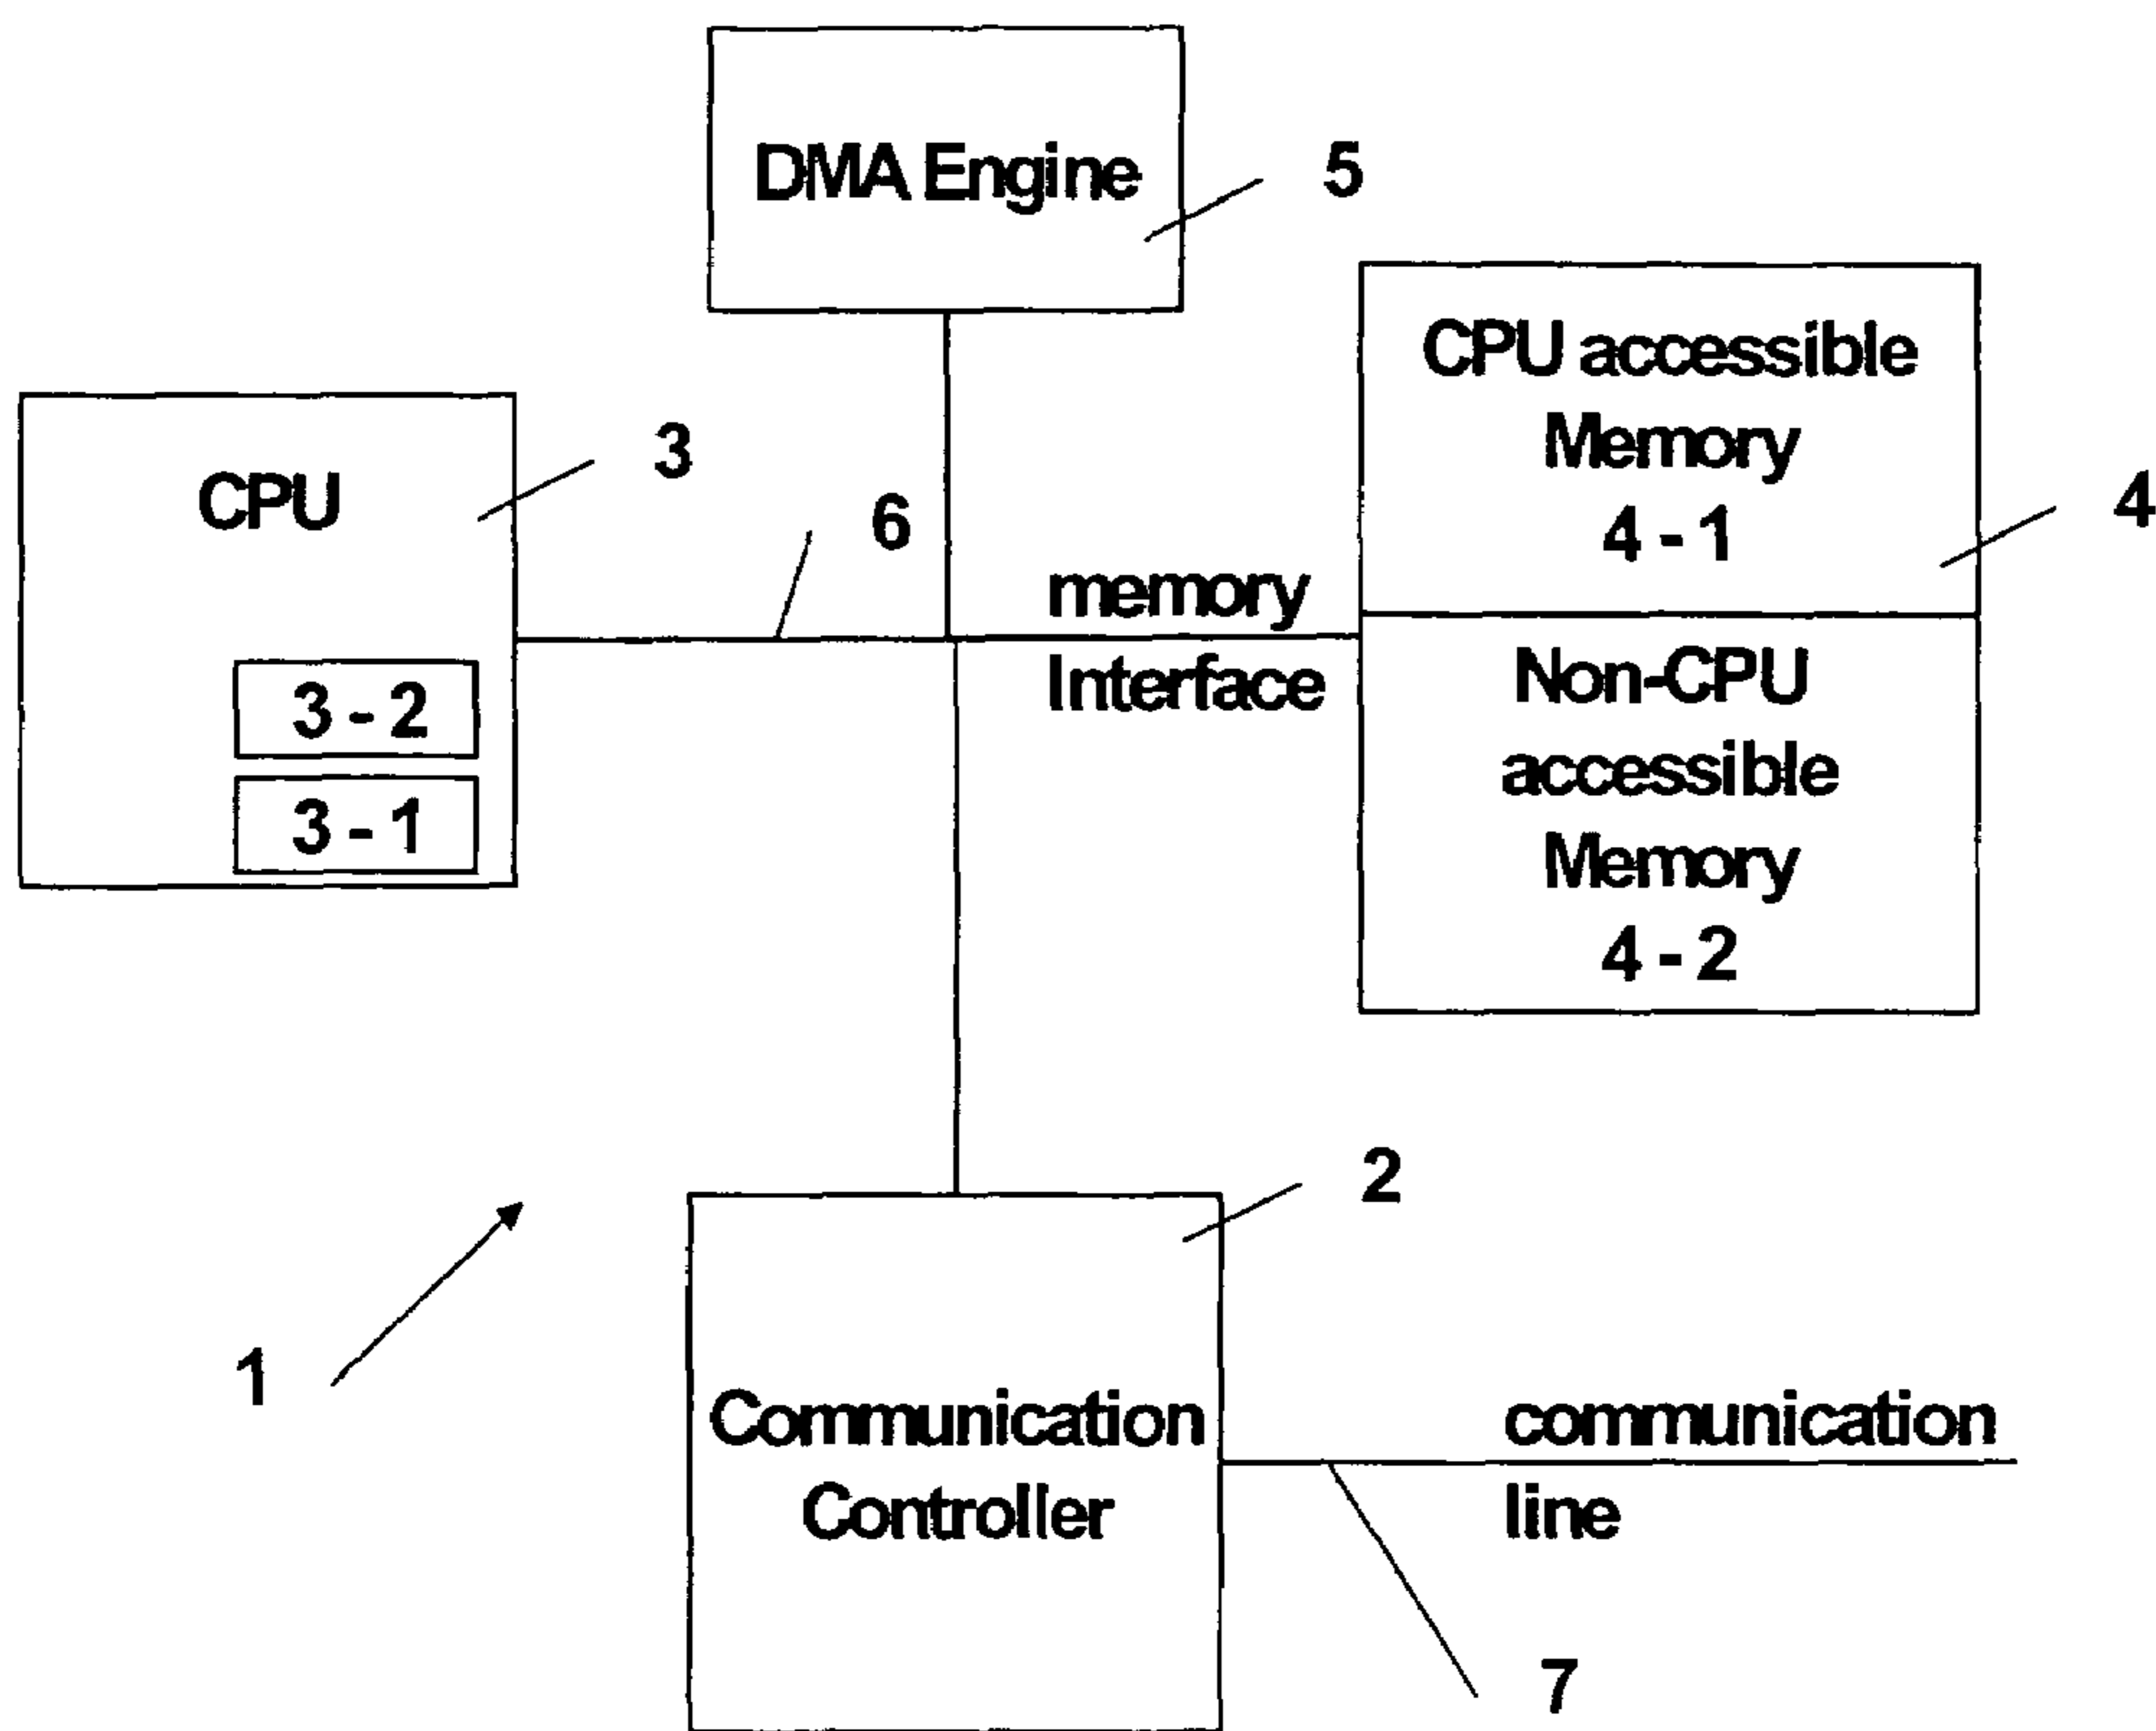 DMA Engine
5
CPU
3
3 - 2
3 - 1
6
memory
Interface
CPU accessible
Memory
4 - 1
4
Non-CPU
accessible
Memory
4 - 2
2
1
Communication
Controller
communication
line
7